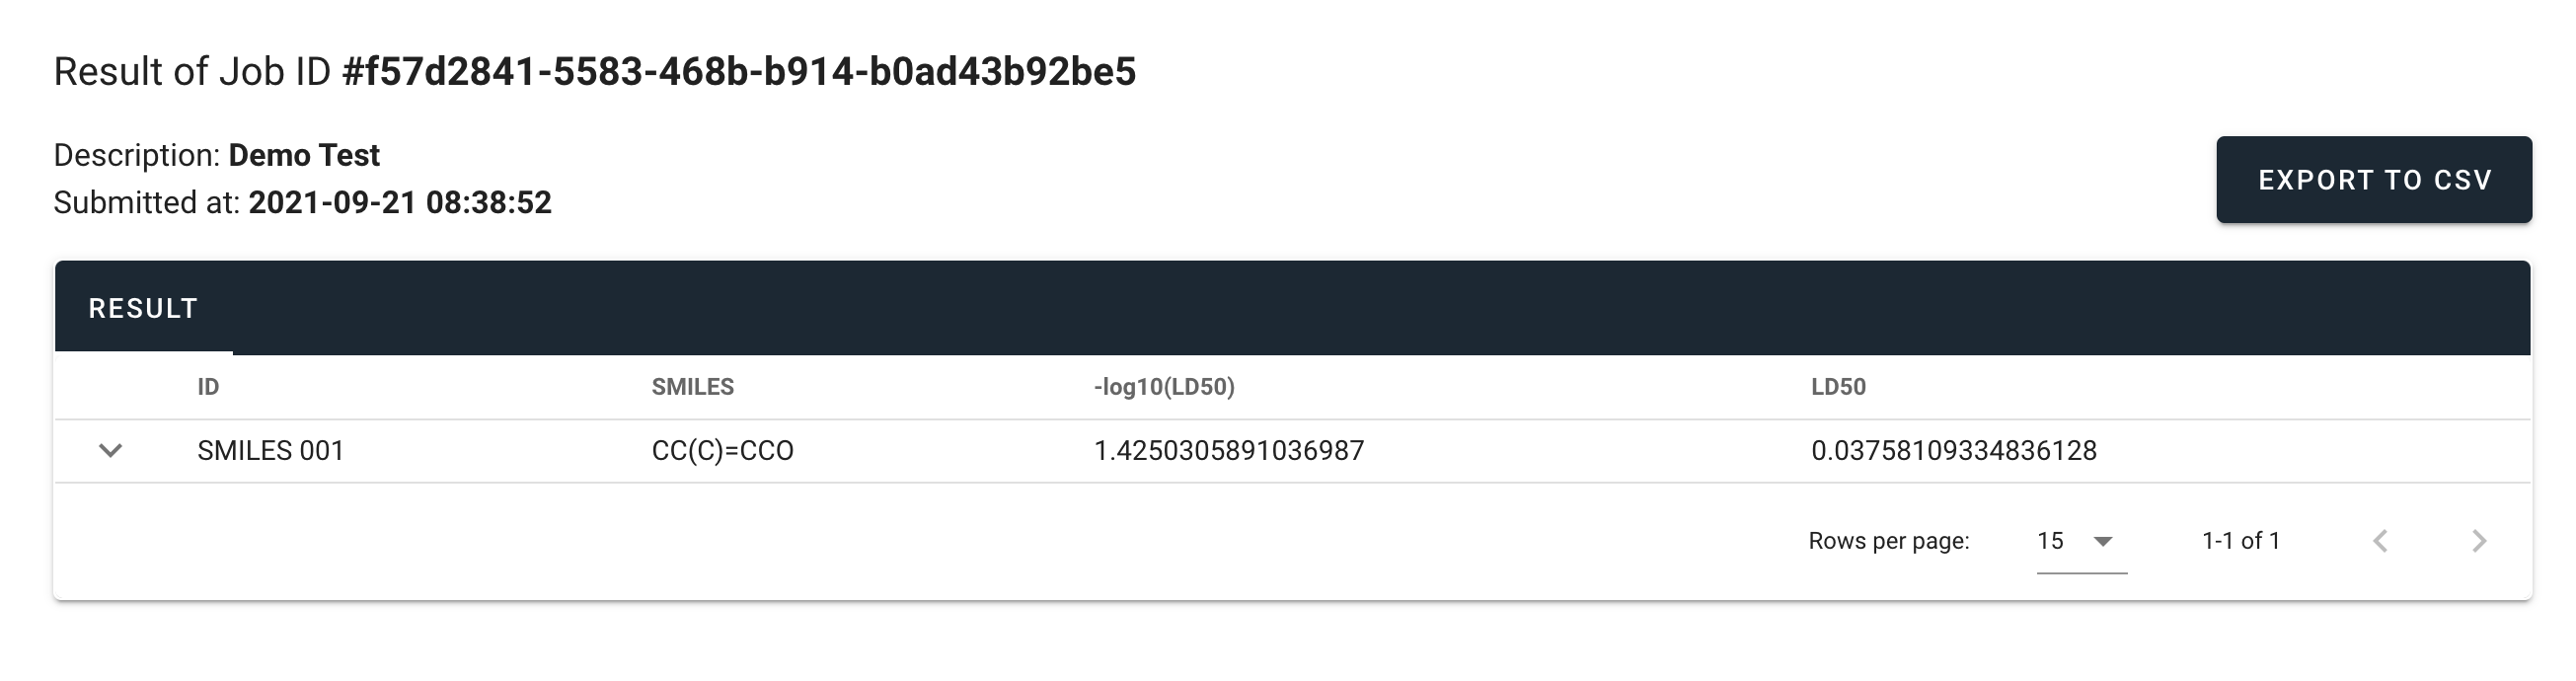 Result of Job ID #f57d2841-5583-468b-b914-b0ad43b92be5
Description: Demo Test
Submitted at: 2021-09-21 08:38:52
EXPORT TO CSV
RESULT
ID SMILES -log10(LD50) LD50
SMILES 001 CC(C)=CCO 1.4250305891036987 0.03758109334836128
Rows per page: 15 1-1 of 1